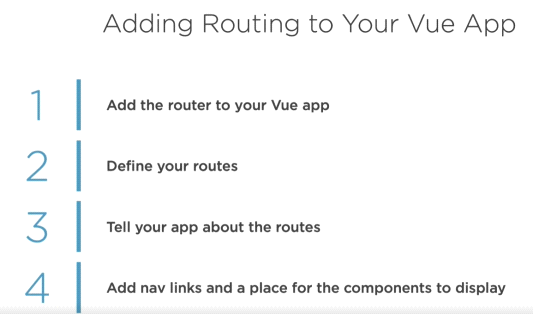 Adding Routing to Your Vue App
1 Add the router to your Vue app
2 Define your routes
3 Tell your app about the routes
4 Add nav links and a place for the components to display